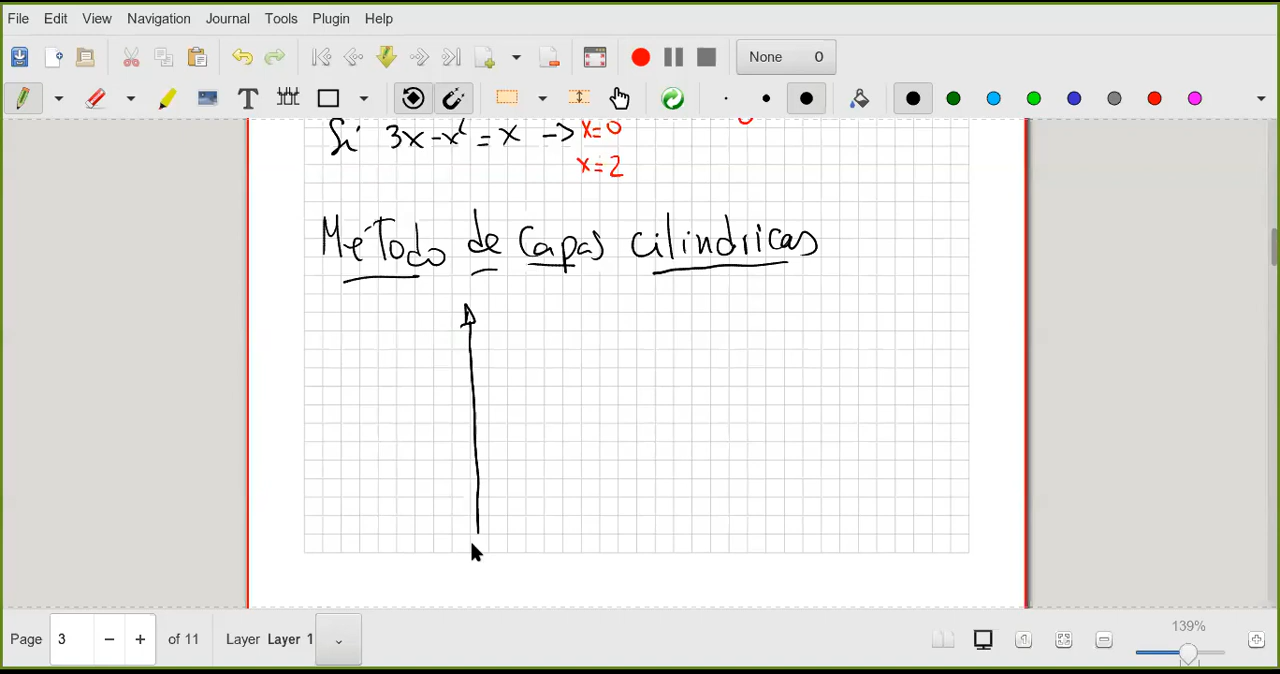 File Edit View Navigation Journal Tools Plugin Help
None 0
T
Si 3x-x² = x -> x=0
x=2
Método de Capas cilindricas
Page 3 of 11 Layer Layer 1 139%